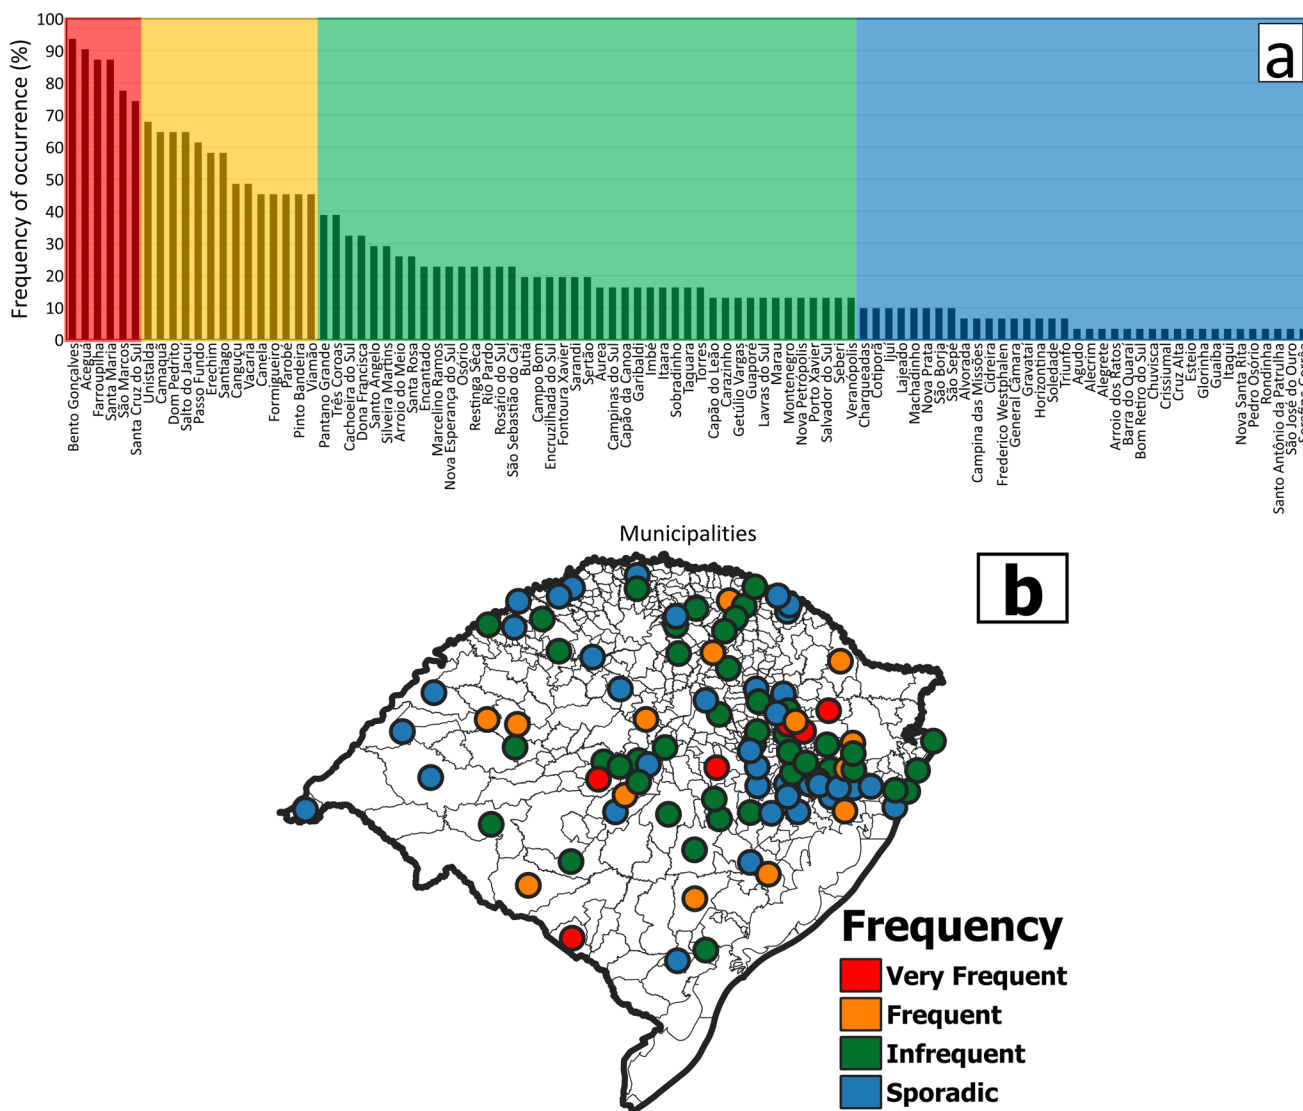 100
90
80
70
60
50
40
30
20
10
0
Frequency of occurrence (%)
a
Bento Gonçalves
Aceguá
Farroupilha
Santa Maria
São Marcos
Santa Cruz do Sul
Unistalda
Camaquã
Dom Pedrito
Salto do Jacuí
Passo Fundo
Erechim
Santiago
Canguçu
Vacaria
Canela
Formigueiro
Parobé
Pinto Bandeira
Viamão
Pantano Grande
Três Coroas
Cachoeira do Sul
Dona Francisca
Santo Angelo
Silveira Martins
Arroio do Meio
Santa Rosa
Encantado
Marcelino Ramos
Nova Esperança do Sul
Osório
Restinga Sêca
Rio Pardo
Rosário do Sul
São Sebastião do Caí
Butiá
Campo Bom
Encruzilhada do Sul
Fontoura Xavier
Sarandi
Sertão
Aurea
Campinas do Sul
Capão da Canoa
Garibaldi
Imbé
Itaara
Sobradinho
Taquara
Torres
Capão do Leão
Carazinho
Getúlio Vargas
Guaporé
Lavras do Sul
Marau
Montenegro
Nova Petrópolis
Porto Xavier
Salvador do Sul
Seberi
Veranópolis
Charqueadas
Cotiporã
Ijuí
Lajeado
Machadinho
Nova Prata
São Borja
São Sepé
Alvorada
Campina das Missões
Cidreira
Frederico Westphalen
General Câmara
Gravataí
Horizontina
Soledade
Triunfo
Agudo
Alecrim
Alegrete
Arroio dos Ratos
Barra do Quaraí
Bom Retiro do Sul
Chuvisca
Crissiumal
Cruz Alta
Esteio
Glorinha
Guaíba
Itaqui
Nova Santa Rita
Pedro Osório
Rondinha
Santo Antônio da Patrulha
São José do Ouro
Municipalities
b
Frequency
Very Frequent
Frequent
Infrequent
Sporadic